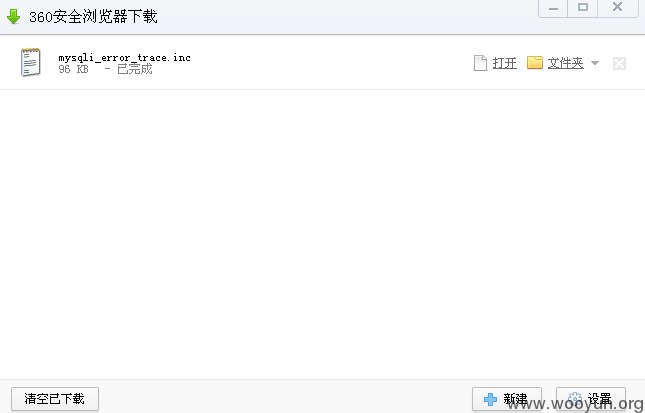 360安全浏览器下载
mysqli_error_trace.inc
96 KB - 已完成
打开
文件夹
清空已下载
新建
设置
www.wooyun.org